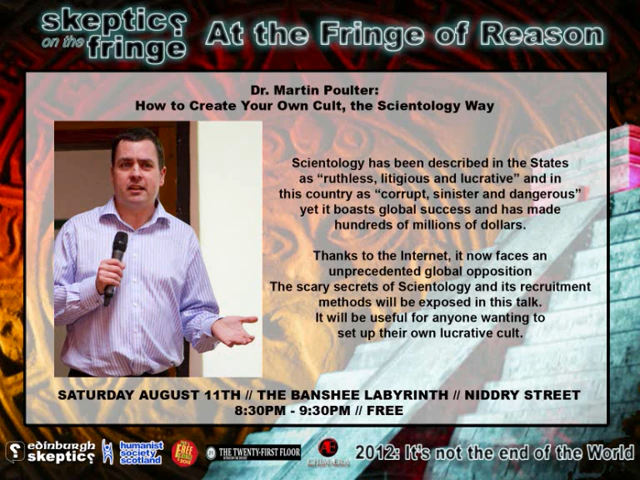 skeptics
on the fringe
At the Fringe of Reason
Dr. Martin Poulter:
How to Create Your Own Cult, the Scientology Way
Scientology has been described in the States
as “ruthless, litigious and lucrative” and in
this country as “corrupt, sinister and dangerous”
yet it boasts global success and has made
hundreds of millions of dollars.
Thanks to the Internet, it now faces an
unprecedented global opposition
The scary secrets of Scientology and its recruitment
methods will be exposed in this talk.
It will be useful for anyone wanting to
set up their own lucrative cult.
SATURDAY AUGUST 11TH // THE BANSHEE LABYRINTH // NIDDRY STREET
8:30PM - 9:30PM // FREE
edinburgh
skeptics
humanist
society
scotland
FREE
THE TWENTY-FIRST FLOOR
2012: It's not the end of the World